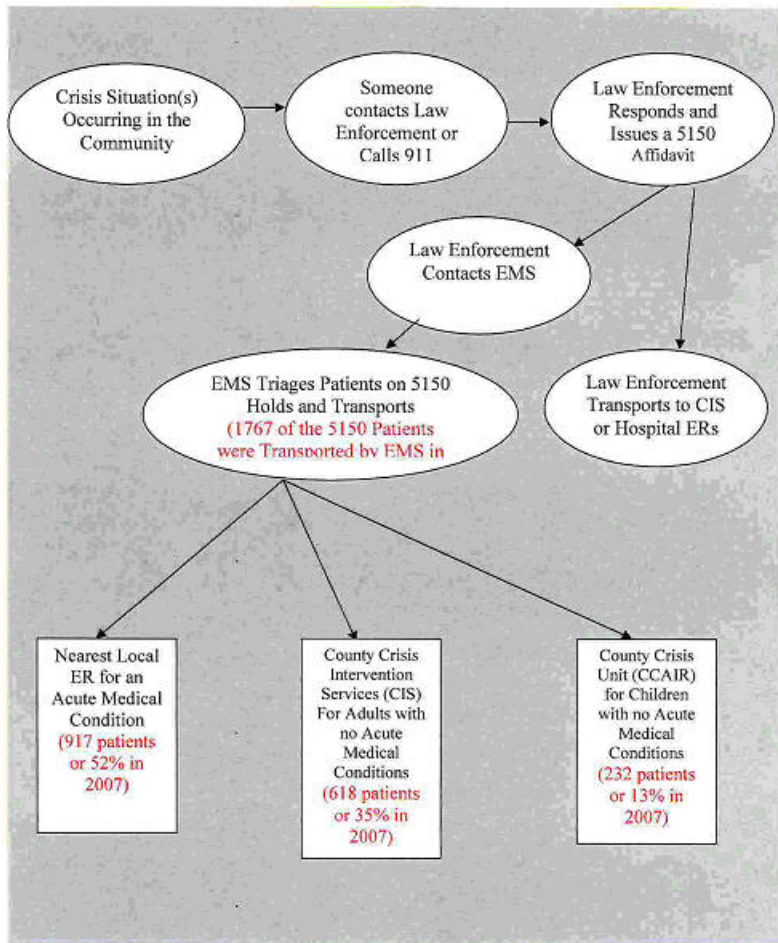 Crisis Situation(s)
Occurring in the
Community
Someone
contacts Law
Enforcement or
Calls 911
Law Enforcement
Responds and
Issues a 5150
Affidavit
Law Enforcement
Contacts EMS
EMS Triages Patients on 5150
Holds and Transports
(1767 of the 5150 Patients
were Transported by EMS in
Law Enforcement
Transports to CIS
or Hospital ERs
Nearest Local
ER for an
Acute Medical
Condition
(917 patients
or 52% in
2007)
County Crisis
Intervention
Services (CIS)
For Adults with
no Acute
Medical
Conditions
(618 patients
or 35% in
2007)
County Crisis
Unit (CCAIR)
for Children
with no Acute
Medical
Conditions
(232 patients
or 13% in
2007)